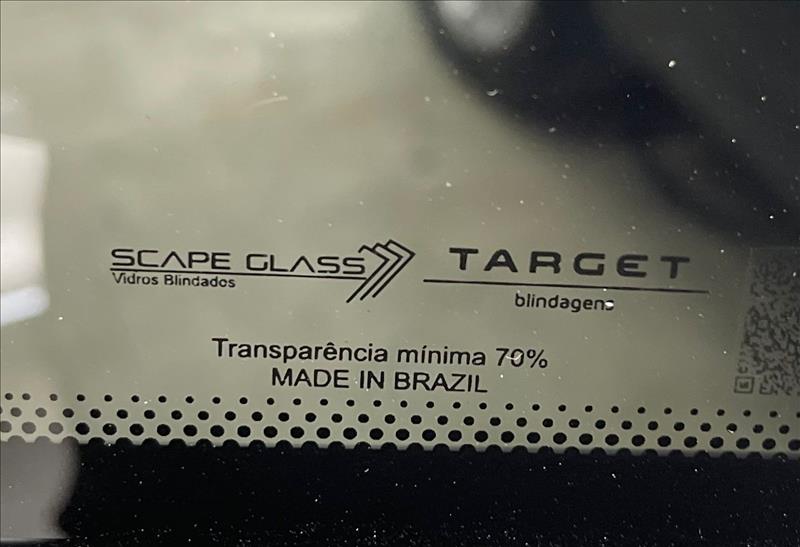 SCAPE GLASS
Vidros Blindados
TARGET
blindagens
Transparência mínima 70%
MADE IN BRAZIL